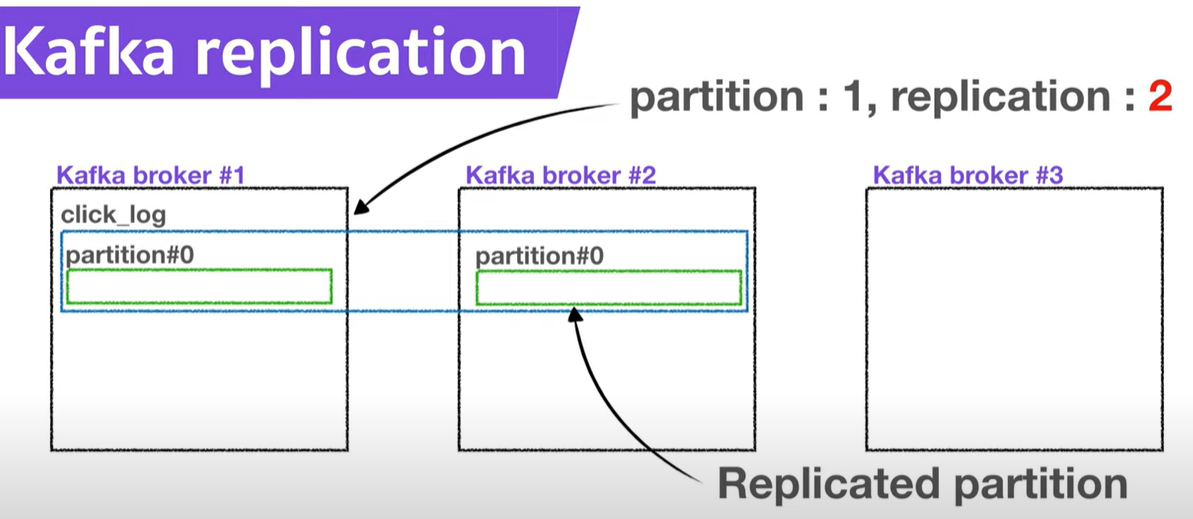 Kafka replication
partition : 1, replication : 2
Kafka broker #1
Kafka broker #2
Kafka broker #3
click_log
partition#0
partition#0
Replicated partition